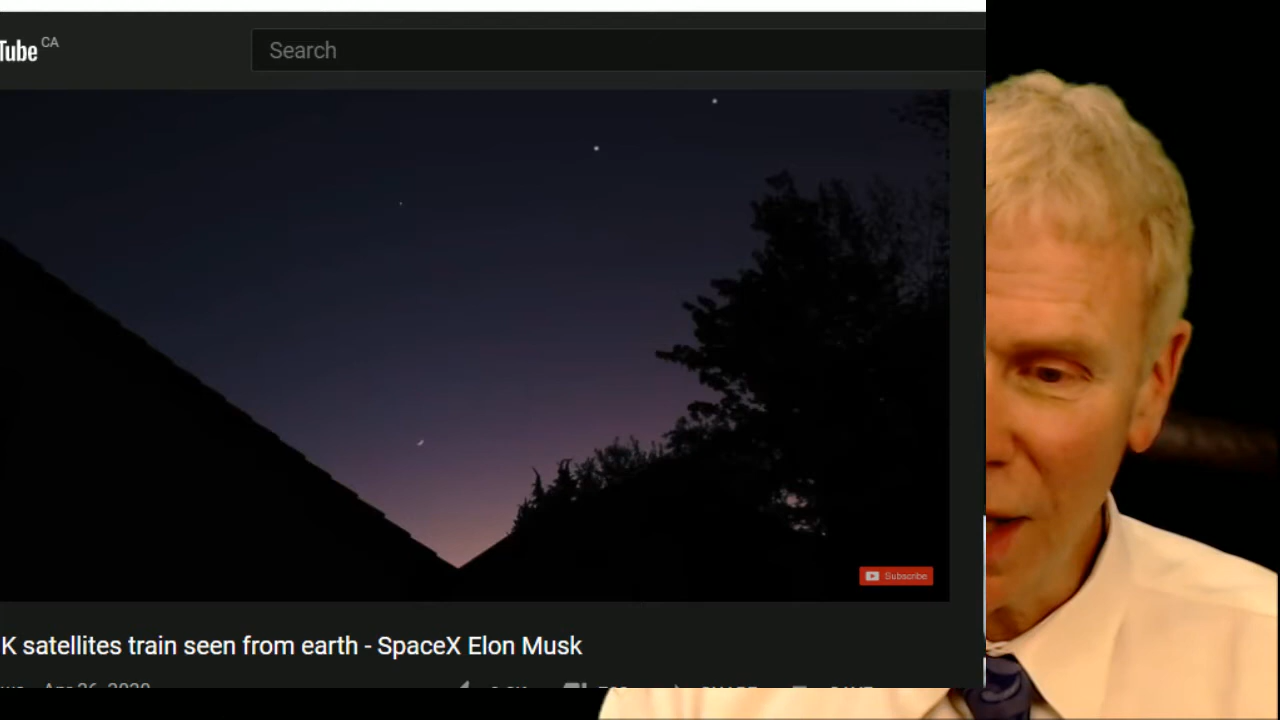 Tube CA
Search
Subscribe
K satellites train seen from earth - SpaceX Elon Musk